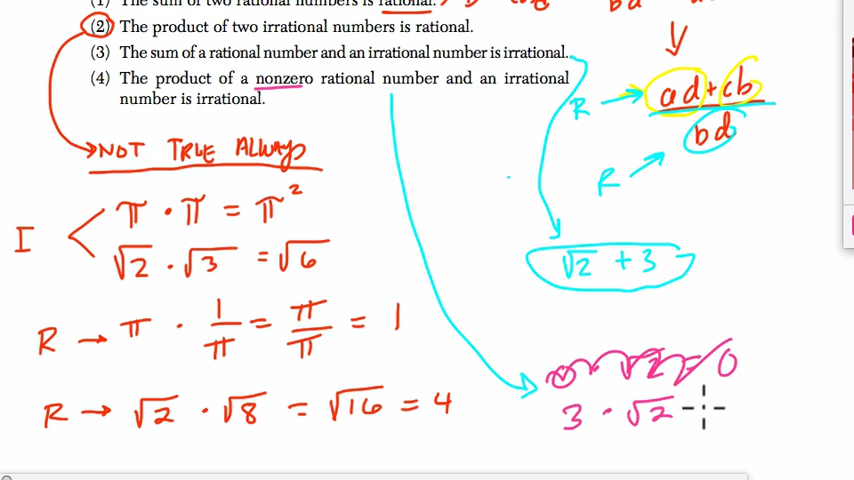 (1) The sum of two rational numbers is rational.
bd
(2) The product of two irrational numbers is rational.
(3) The sum of a rational number and an irrational number is irrational.
(4) The product of a nonzero rational number and an irrational
number is irrational.
R → ad+cb
bd
R →
NOT TRUE ALWAYS
I
π · π = π²
√2 · √3 = √6
√2 + 3
R → π · 1/π = π/π = 1
R → √2 · √8 = √16 = 4
3 · √2